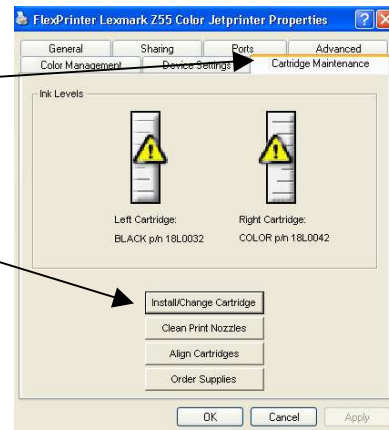 FlexPrinter Lexmark Z55 Color Jetprinter Properties
General Sharing Ports Advanced
Color Management Device Settings Cartridge Maintenance
Ink Levels
Left Cartridge: Right Cartridge:
BLACK p/n 18L0032 COLOR p/n 18L0042
Install/Change Cartridge
Clean Print Nozzles
Align Cartridges
Order Supplies
OK Cancel Apply